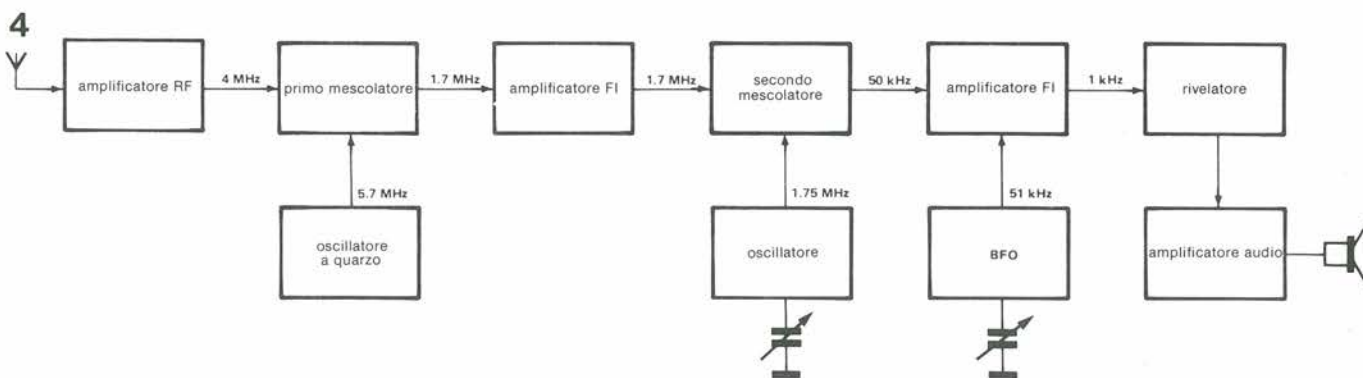 4
amplificatore RF
4 MHz
primo mescolatore
1.7 MHz
amplificatore FI
1.7 MHz
secondo
mescolatore
50 kHz
amplificatore FI
1 kHz
rivelatore
5.7 MHz
1.75 MHz
51 kHz
oscillatore
a quarzo
oscillatore
BFO
amplificatore audio